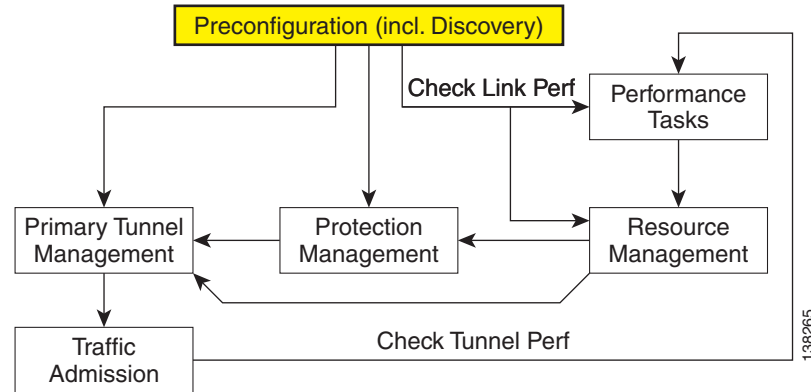 Preconfiguration (incl. Discovery)
Check Link Perf
Performance
Tasks
Primary Tunnel
Management
Protection
Management
Resource
Management
Traffic
Admission
Check Tunnel Perf
138265